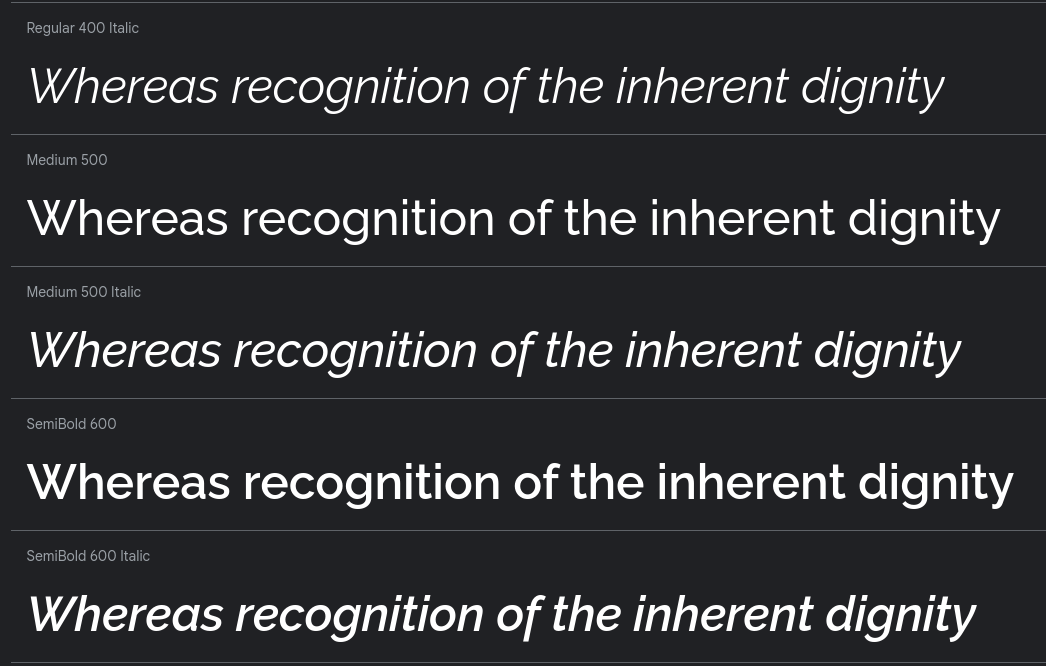 Regular 400 Italic
Whereas recognition of the inherent dignity
Medium 500
Whereas recognition of the inherent dignity
Medium 500 Italic
Whereas recognition of the inherent dignity
SemiBold 600
Whereas recognition of the inherent dignity
SemiBold 600 Italic
Whereas recognition of the inherent dignity